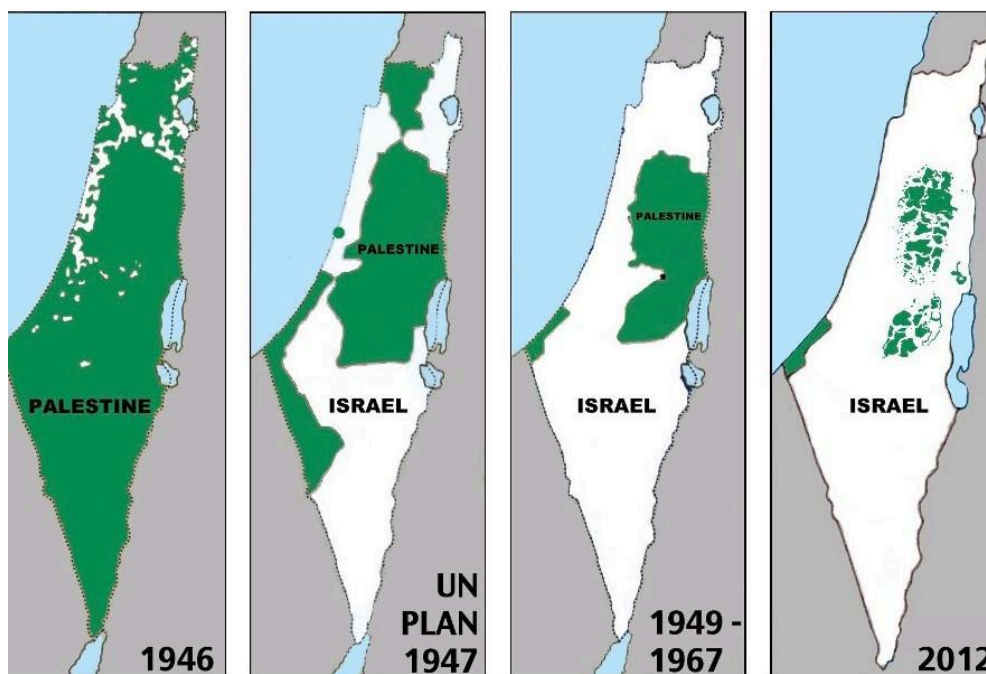 PALESTINE
1946
PALESTINE
ISRAEL
UN
PLAN
1947
PALESTINE
ISRAEL
1949 -
1967
ISRAEL
2012